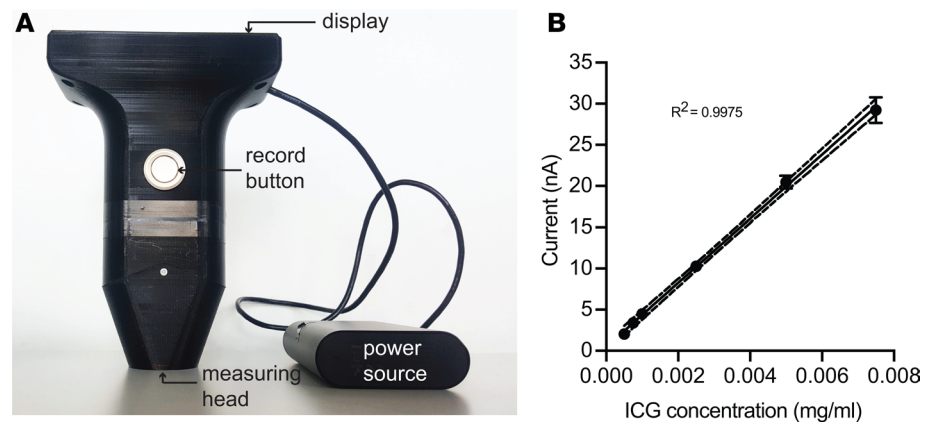 A
display
record
button
power
source
measuring
head
B
R² = 0.9975
Current (nA)
35
30
25
20
15
10
5
0
0.000
0.002
0.004
0.006
0.008
ICG concentration (mg/ml)